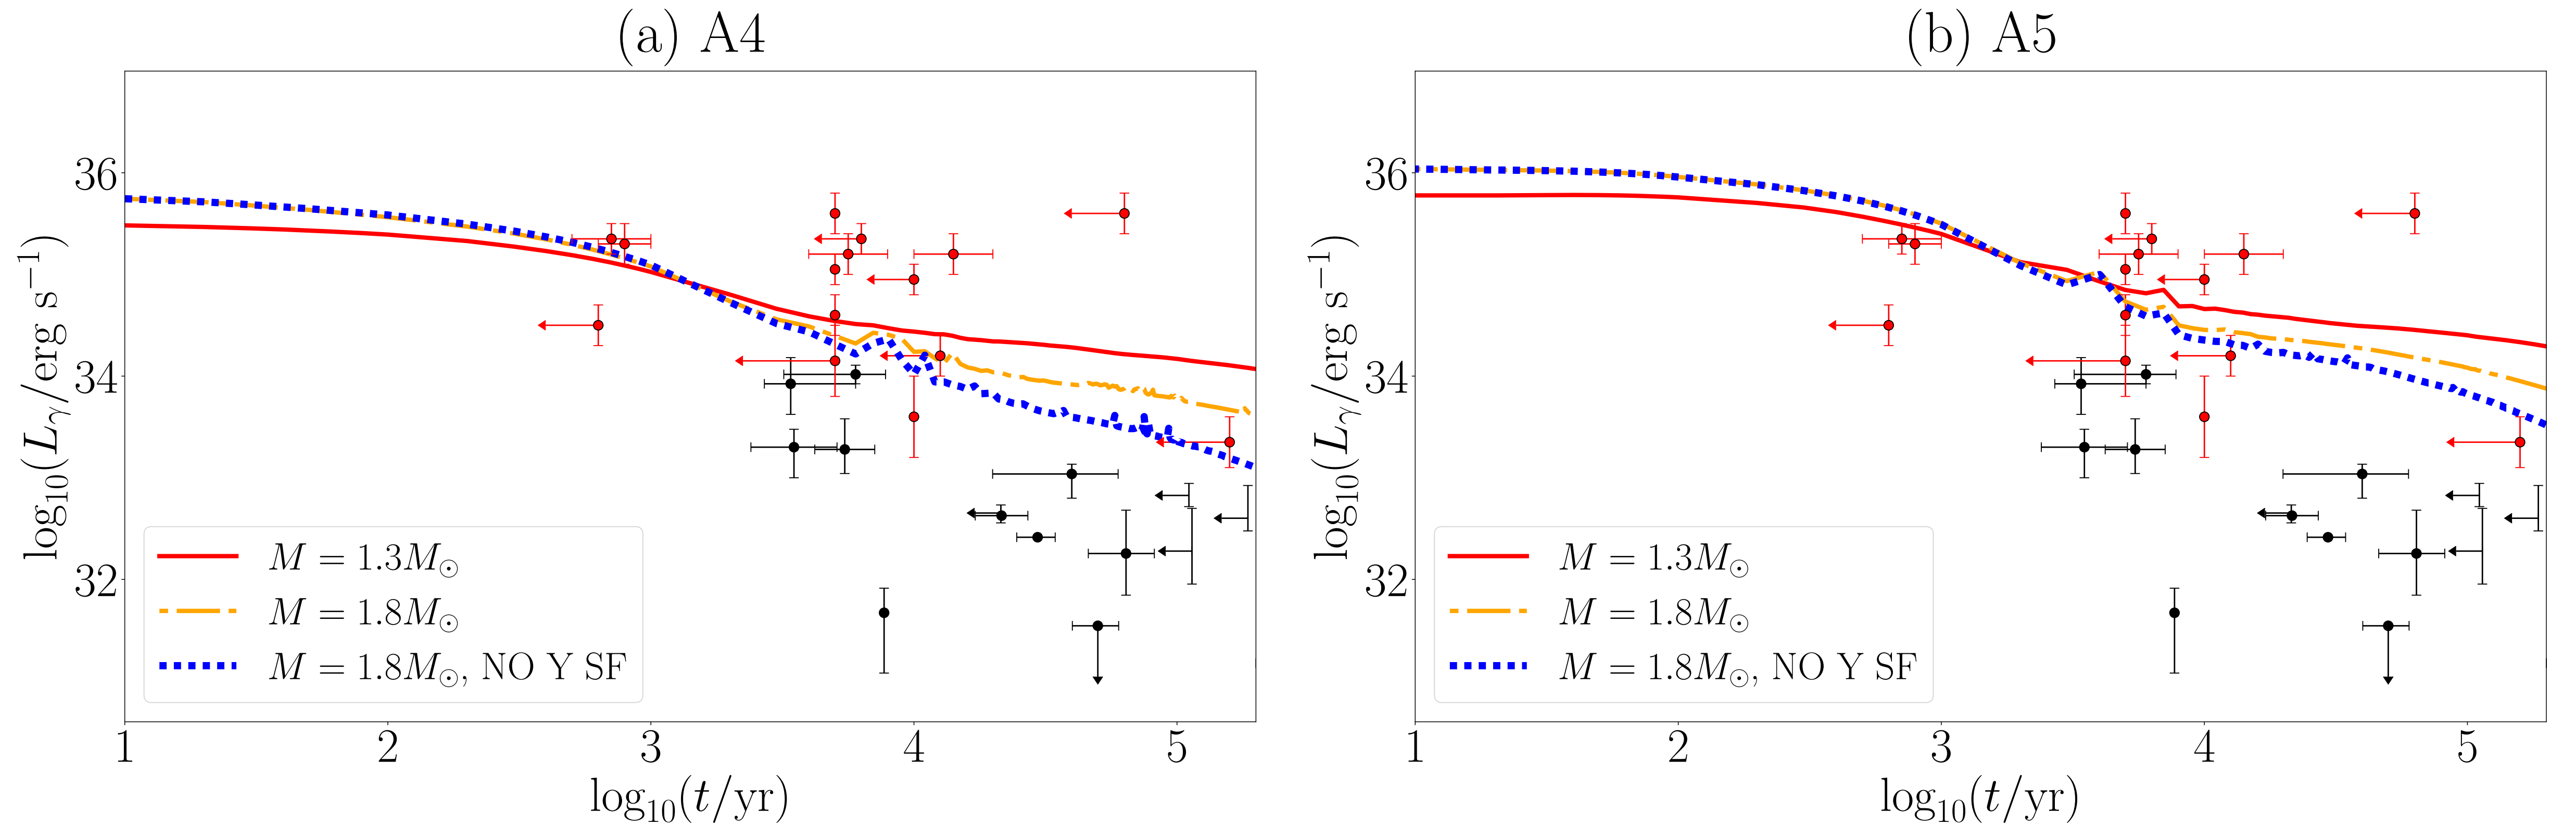 (a) A4
log₁₀(L_γ/erg s⁻¹)
36
34
32
M = 1.3M⊙
M = 1.8M⊙
M = 1.8M⊙, NO Y SF
1 2 3 4 5
log₁₀(t/yr)
(b) A5
log₁₀(L_γ/erg s⁻¹)
36
34
32
M = 1.3M⊙
M = 1.8M⊙
M = 1.8M⊙, NO Y SF
1 2 3 4 5
log₁₀(t/yr)